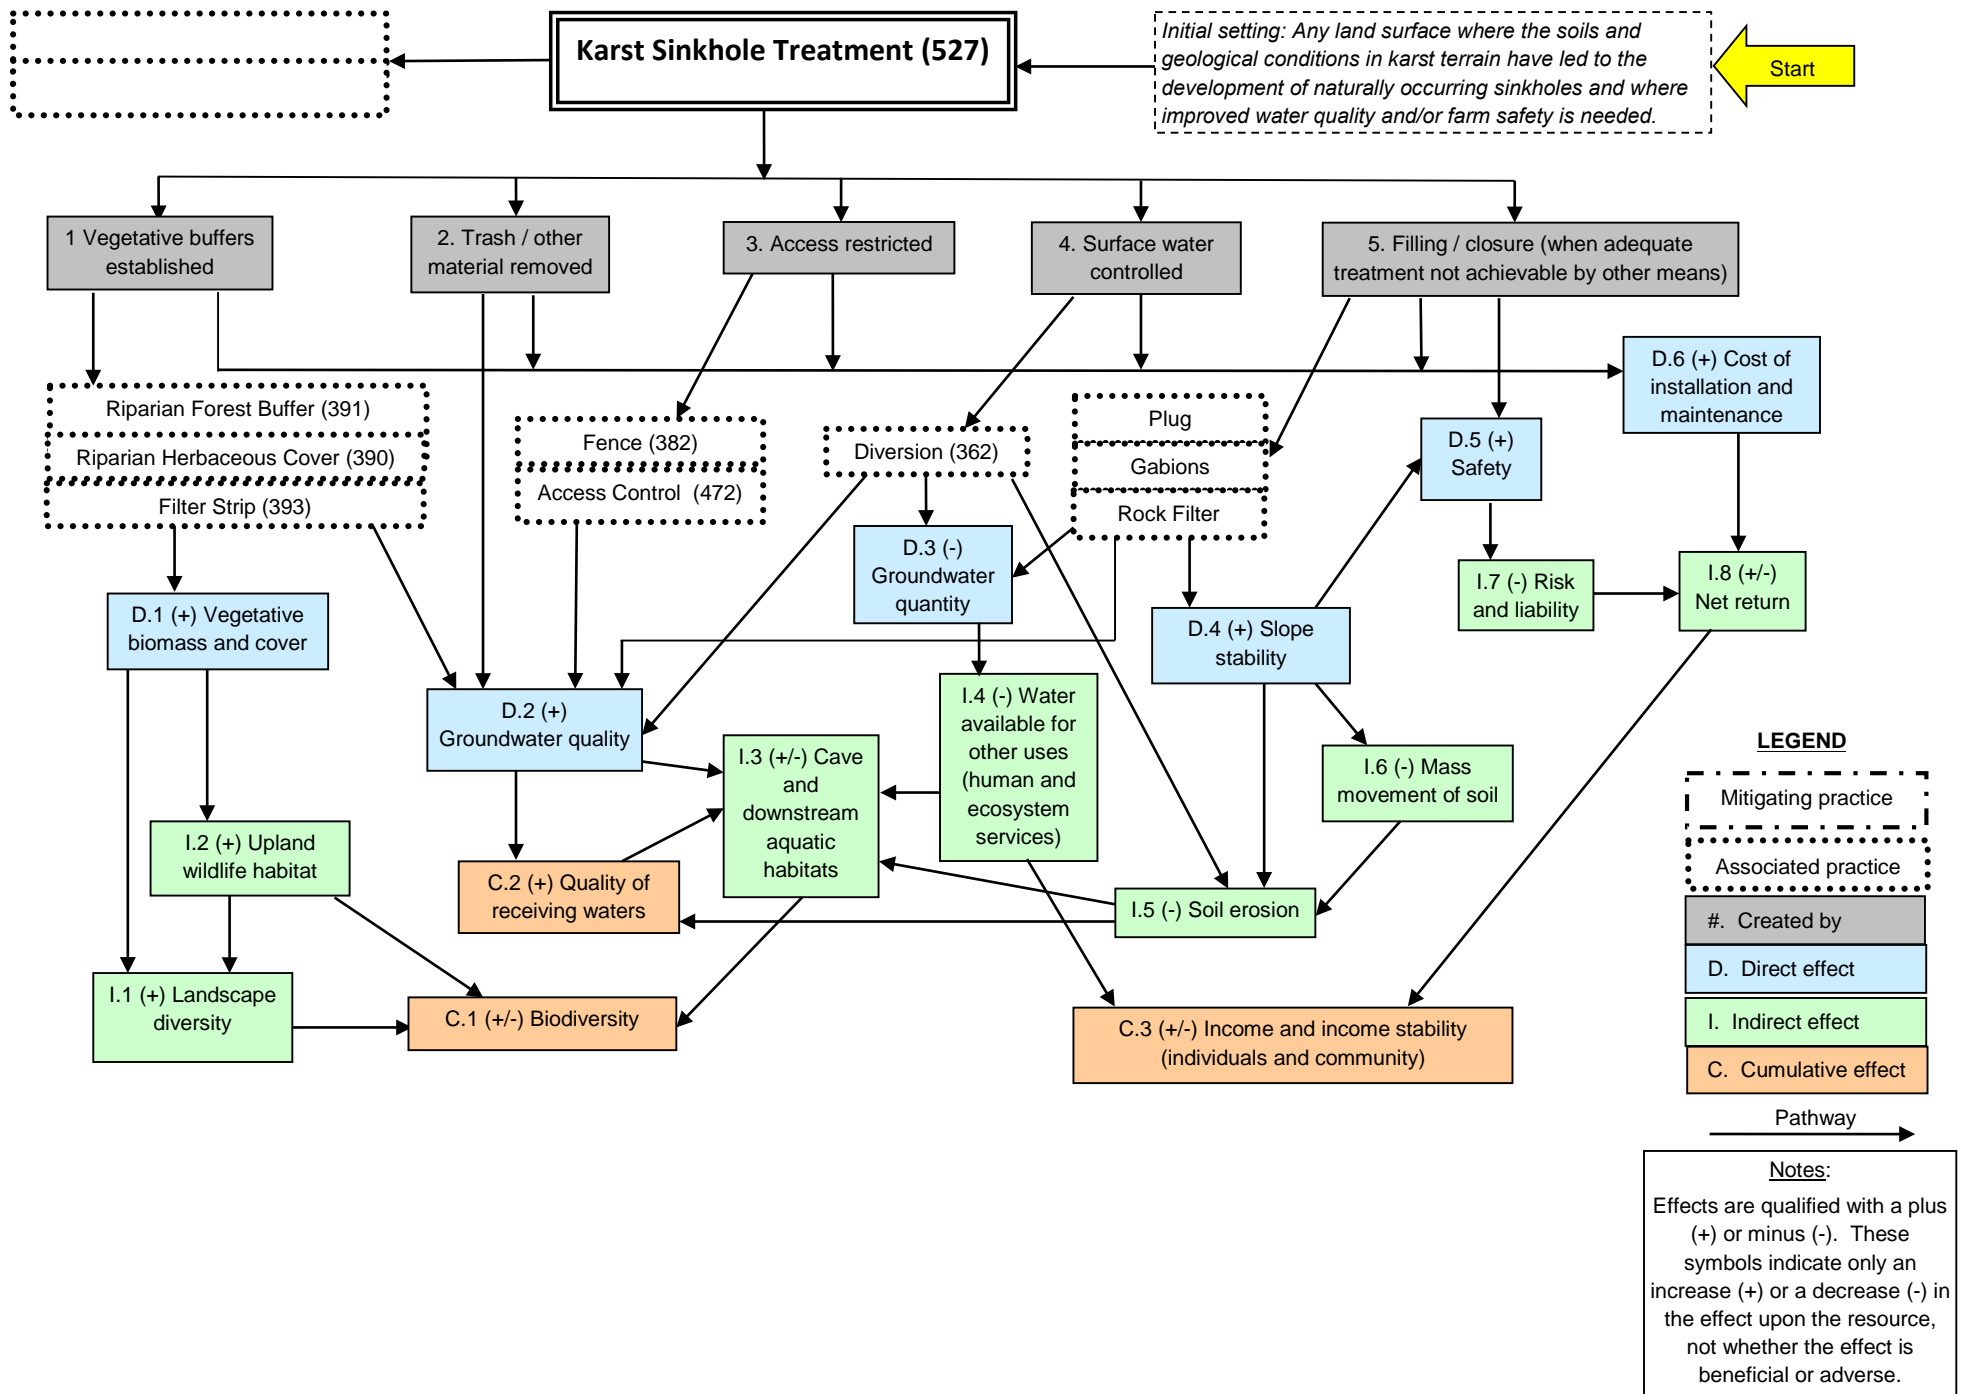 Karst Sinkhole Treatment (527)
Initial setting: Any land surface where the soils and
geological conditions in karst terrain have led to the
development of naturally occurring sinkholes and where
improved water quality and/or farm safety is needed.
Start
1 Vegetative buffers
established
2. Trash / other
material removed
3. Access restricted
4. Surface water
controlled
5. Filling / closure (when adequate
treatment not achievable by other means)
D.6 (+) Cost of
installation and
maintenance
Riparian Forest Buffer (391)
Riparian Herbaceous Cover (390)
Filter Strip (393)
Fence (382)
Access Control (472)
Diversion (362)
Plug
Gabions
Rock Filter
D.5 (+)
Safety
D.3 (-)
Groundwater
quantity
I.7 (-) Risk
and liability
I.8 (+/-)
Net return
D.1 (+) Vegetative
biomass and cover
D.4 (+) Slope
stability
D.2 (+)
Groundwater quality
I.4 (-) Water
available for
other uses
(human and
ecosystem
services)
I.3 (+/-) Cave
and
downstream
aquatic
habitats
I.6 (-) Mass
movement of soil
I.2 (+) Upland
wildlife habitat
C.2 (+) Quality of
receiving waters
I.5 (-) Soil erosion
I.1 (+) Landscape
diversity
C.1 (+/-) Biodiversity
C.3 (+/-) Income and income stability
(individuals and community)
LEGEND
Mitigating practice
Associated practice
#. Created by
D. Direct effect
I. Indirect effect
C. Cumulative effect
Pathway
Notes:
Effects are qualified with a plus
(+) or minus (-). These
symbols indicate only an
increase (+) or a decrease (-) in
the effect upon the resource,
not whether the effect is
beneficial or adverse.